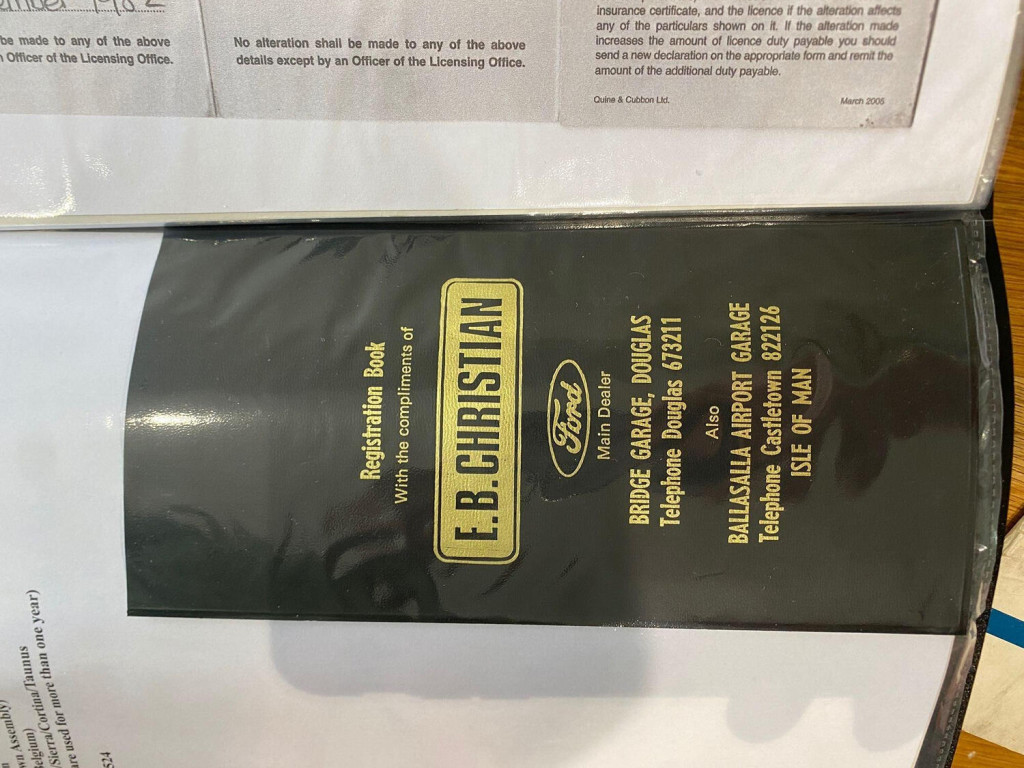 1982
be made to any of the above
Officer of the Licensing Office.
No alteration shall be made to any of the above
details except by an Officer of the Licensing Office.
insurance certificate, and the licence if the alteration affects
any of the particulars shown on it. If the alteration made
increases the amount of licence duty payable you should
send a new declaration on the appropriate form and remit the
amount of the additional duty payable.
Quine & Cubbon Ltd.
March 2005
Registration Book
With the compliments of
E.B.CHRISTIAN
Ford
Main Dealer
BRIDGE GARAGE, DOUGLAS
Telephone Douglas 673211
Also
BALLASALLA AIRPORT GARAGE
Telephone Castletown 822126
ISLE OF MAN
Assembly)
/Sierra/Cortina/Taunus
are used for more than one year)
524